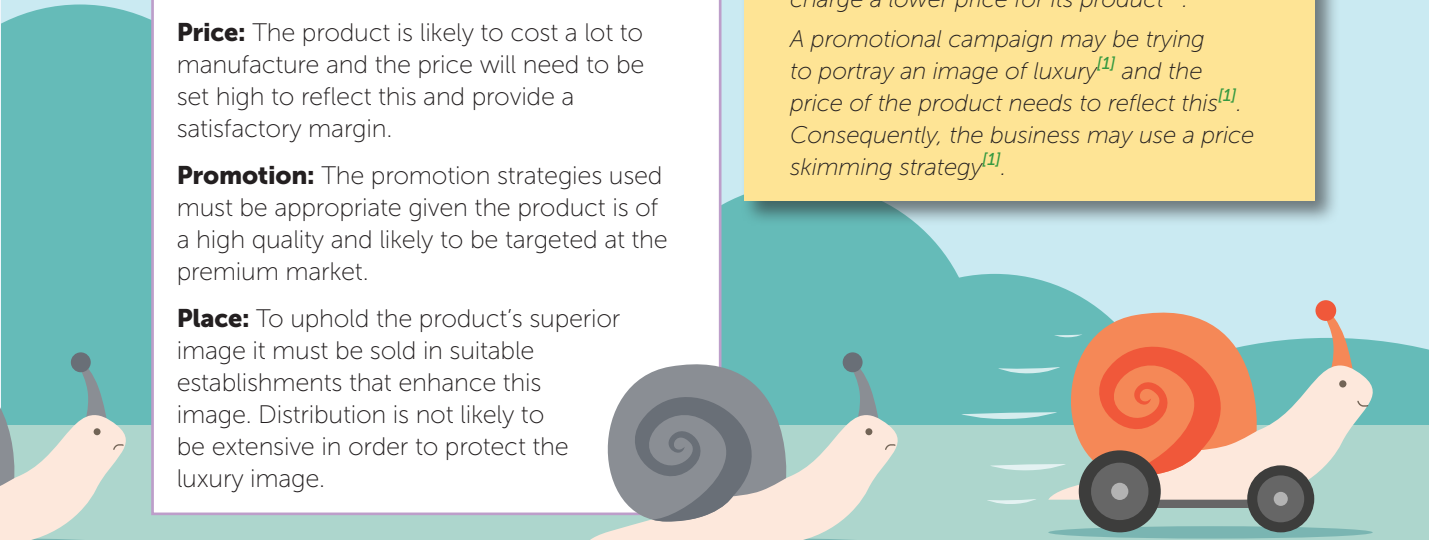 Price: The product is likely to cost a lot to
manufacture and the price will need to be
set high to reflect this and provide a
satisfactory margin.
Promotion: The promotion strategies used
must be appropriate given the product is of
a high quality and likely to be targeted at the
premium market.
Place: To uphold the product’s superior
image it must be sold in suitable
establishments that enhance this
image. Distribution is not likely to
be extensive in order to protect the
luxury image.
charge a lower price for its product
A promotional campaign may be trying
to portray an image of luxury[1] and the
price of the product needs to reflect this[1].
Consequently, the business may use a price
skimming strategy[1].